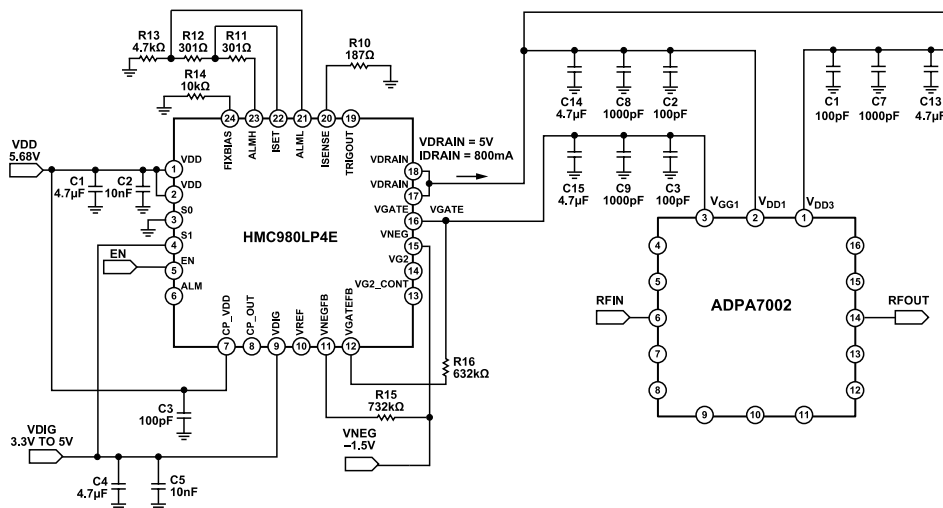 R13
4.7kΩ
R12
301Ω
R11
301Ω
R10
187Ω
R14
10kΩ
24
23
22
21
20
19
FIXBIAS
ALMH
ISET
ALML
ISENSE
TRIGOUT
VDD
5.68V
C1
4.7µF
C2
10nF
1 VDD
2 VDD
3 S0
4 S1
5 EN
6 ALM
EN
HMC980LP4E
VDRAIN = 5V
IDRAIN = 800mA
VDRAIN 18
VDRAIN 17
VGATE 16
VGATE
VNEG 15
VG2 14
VG2_CONT 13
CP_VDD
CP_OUT
VDIG
VREF
VNEGFB
VGATEFB
7
8
9
10
11
12
C3
100pF
R15
732kΩ
R16
632kΩ
VNEG
–1.5V
VDIG
3.3V TO 5V
C4
4.7µF
C5
10nF
C14
4.7µF
C8
1000pF
C2
100pF
C1
100pF
C7
1000pF
C13
4.7µF
C15
4.7µF
C9
1000pF
C3
100pF
VGG1
VDD1
VDD3
3
2
1
4
5
6
7
8
9
10
11
12
13
14
15
16
RFIN
ADPA7002
RFOUT